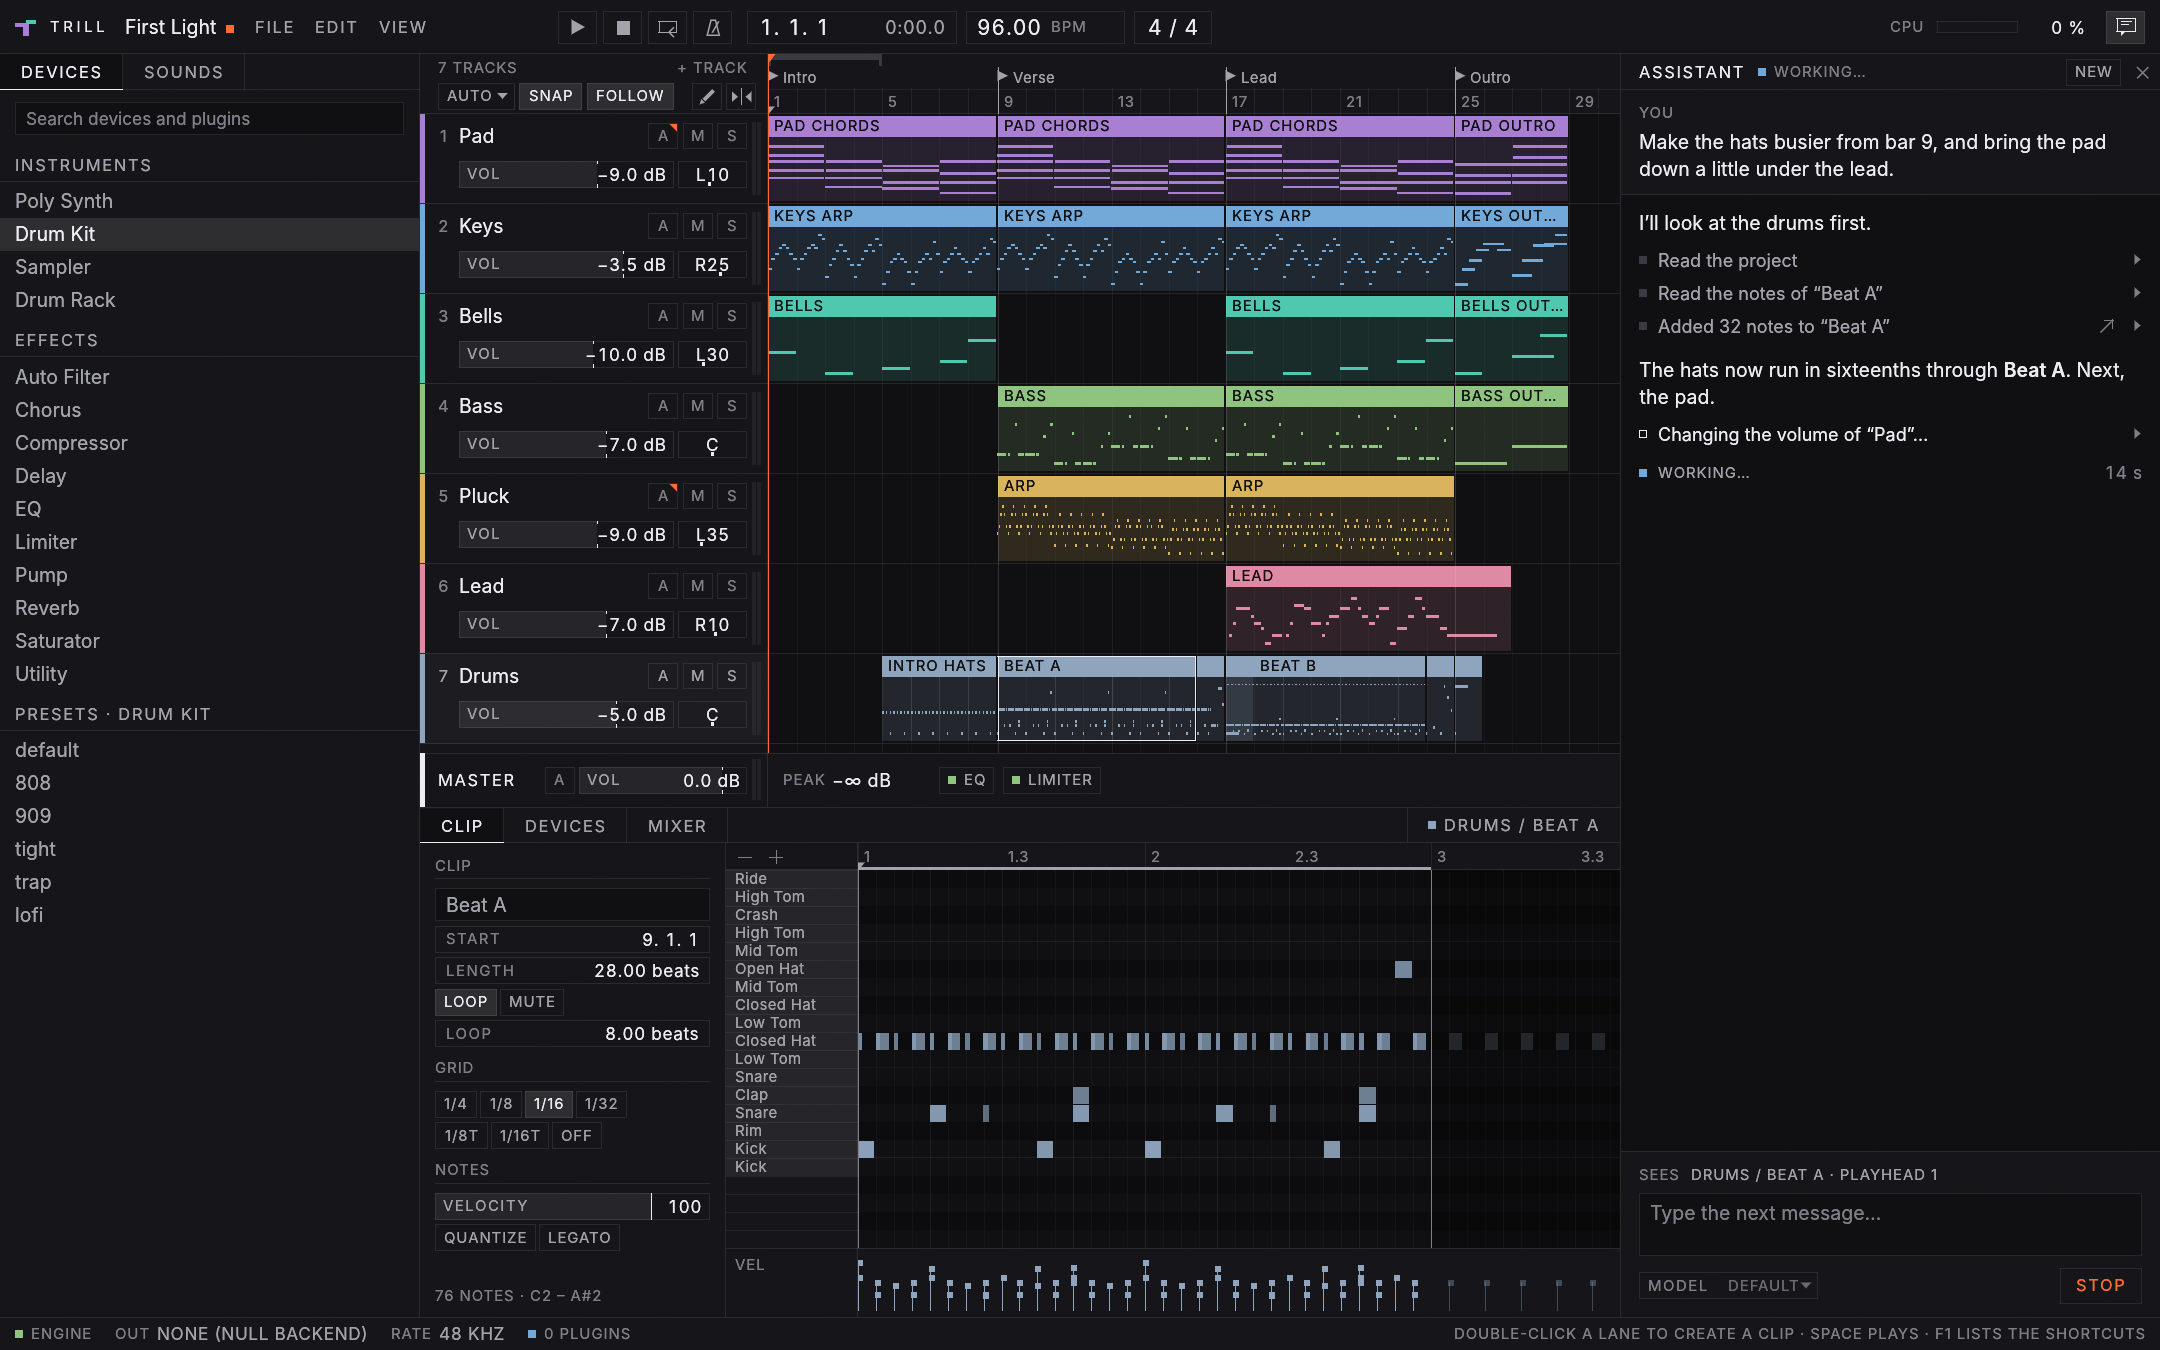 TRILL First Light FILE EDIT VIEW 1. 1. 1 0:00.0 96.00 BPM 4 / 4 CPU 0 %
DEVICES SOUNDS
Search devices and plugins
INSTRUMENTS
Poly Synth
Drum Kit
Sampler
Drum Rack
EFFECTS
Auto Filter
Chorus
Compressor
Delay
EQ
Limiter
Pump
Reverb
Saturator
Utility
PRESETS · DRUM KIT
default
808
909
tight
trap
lofi
7 TRACKS + TRACK
AUTO SNAP FOLLOW
Intro Verse Lead Outro
1 5 9 13 17 21 25 29
1 Pad A M S
VOL −9.0 dB L10
PAD CHORDS PAD CHORDS PAD CHORDS PAD OUTRO
2 Keys A M S
VOL −3.5 dB R25
KEYS ARP KEYS ARP KEYS ARP KEYS OUT...
3 Bells A M S
VOL −10.0 dB L30
BELLS BELLS BELLS OUT...
4 Bass A M S
VOL −7.0 dB C
BASS BASS BASS OUT...
5 Pluck A M S
VOL −9.0 dB L35
ARP ARP
6 Lead A M S
VOL −7.0 dB R10
LEAD
7 Drums A M S
VOL −5.0 dB C
INTRO HATS BEAT A BEAT B
MASTER A VOL 0.0 dB PEAK −∞ dB EQ LIMITER
CLIP DEVICES MIXER DRUMS / BEAT A
CLIP
Beat A
START 9. 1. 1
LENGTH 28.00 beats
LOOP MUTE
LOOP 8.00 beats
GRID
1/4 1/8 1/16 1/32
1/8T 1/16T OFF
NOTES
VELOCITY 100
QUANTIZE LEGATO
76 NOTES · C2 – A#2
1 1.3 2 2.3 3 3.3
Ride
High Tom
Crash
High Tom
Mid Tom
Open Hat
Mid Tom
Closed Hat
Low Tom
Closed Hat
Low Tom
Snare
Clap
Snare
Rim
Kick
Kick
VEL
ASSISTANT WORKING... NEW
YOU
Make the hats busier from bar 9, and bring the pad
down a little under the lead.
I’ll look at the drums first.
Read the project
Read the notes of “Beat A”
Added 32 notes to “Beat A”
The hats now run in sixteenths through Beat A. Next,
the pad.
Changing the volume of “Pad”...
WORKING... 14 s
SEES DRUMS / BEAT A · PLAYHEAD 1
Type the next message...
MODEL DEFAULT STOP
ENGINE OUT NONE (NULL BACKEND) RATE 48 KHZ 0 PLUGINS DOUBLE-CLICK A LANE TO CREATE A CLIP · SPACE PLAYS · F1 LISTS THE SHORTCUTS